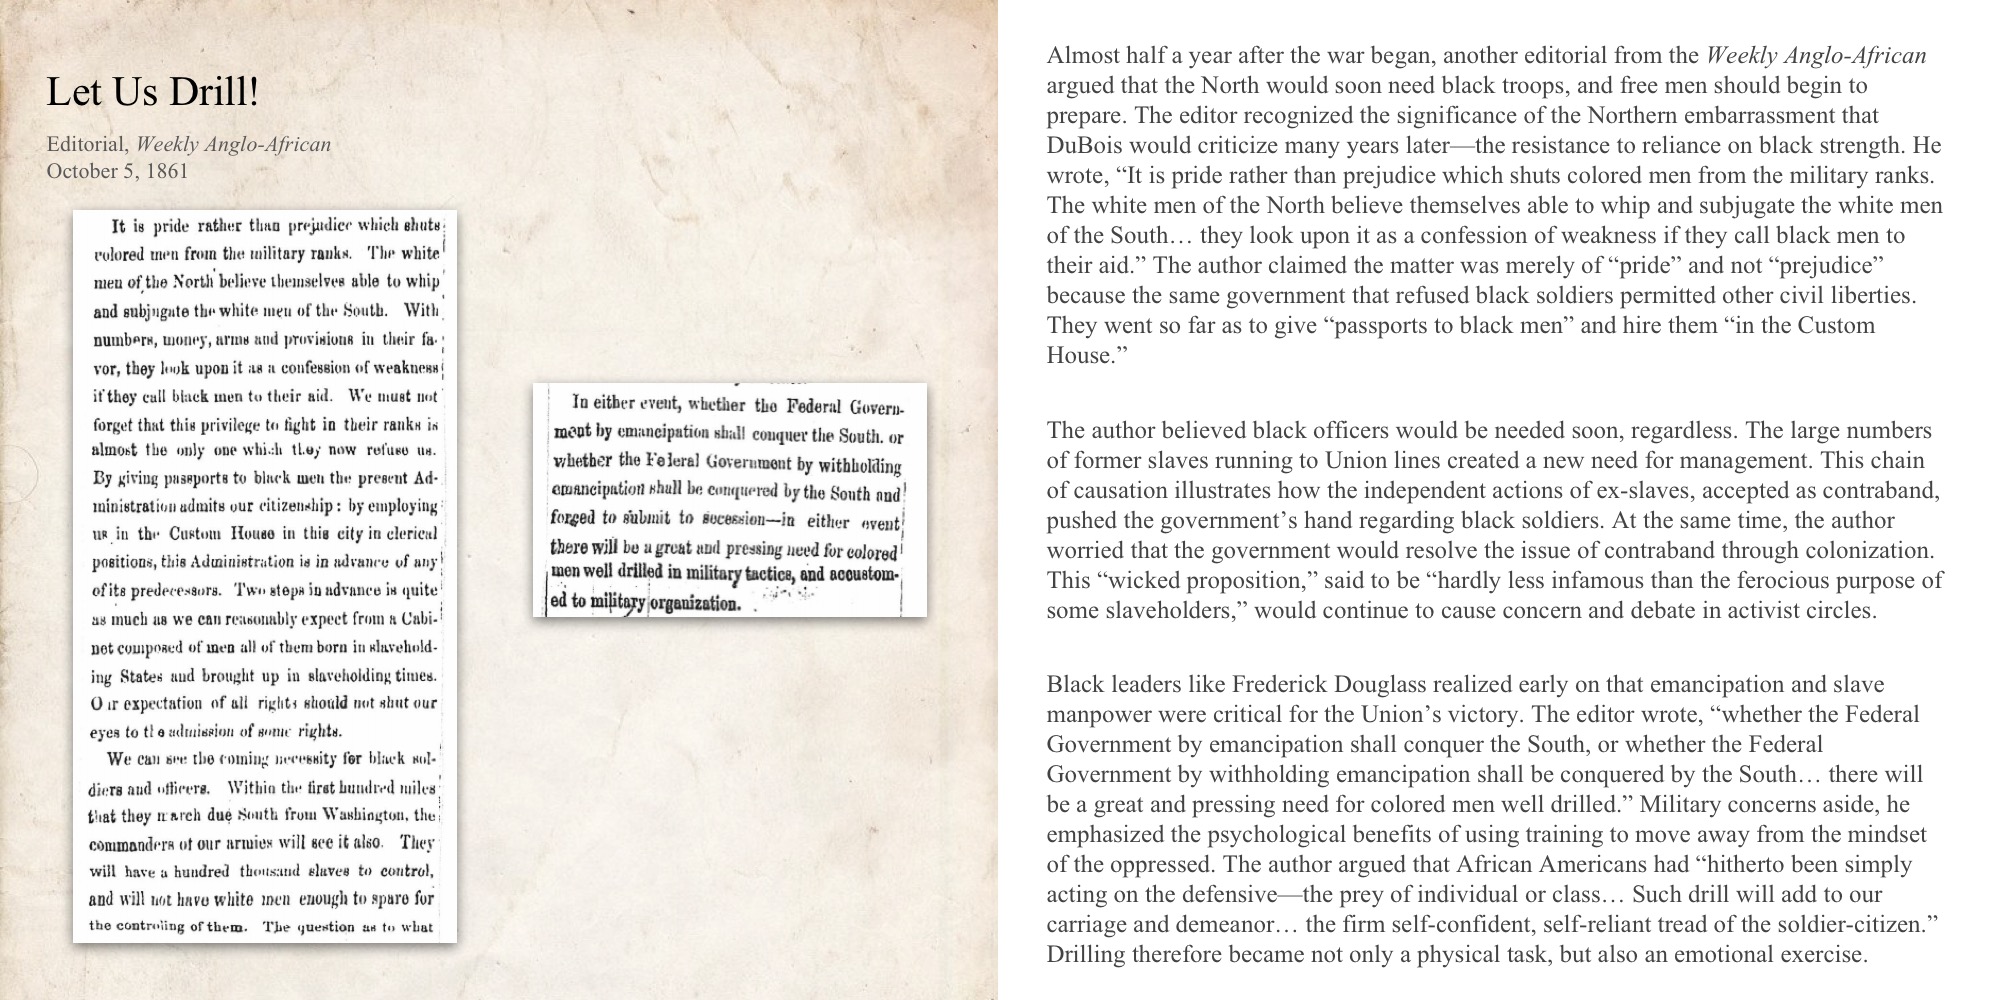 Let Us Drill!
Editorial, Weekly Anglo-African
October 5, 1861
It is pride rather than prejudice which shuts
colored men from the military ranks. The white
men of the North believe themselves able to whip
and subjugate the white men of the South. With
numbers, money, arms and provisions in their fa-
vor, they look upon it as a confession of weakness
if they call black men to their aid. We must not
forget that this privilege to fight in their ranks is
almost the only one which they now refuse us.
By giving passports to black men the present Ad-
ministration admits our citizenship: by employing
us in the Custom House in this city in clerical
positions, this Administration is in advance of any
of its predecessors. Two steps in advance is quite
as much as we can reasonably expect from a Cabi-
net composed of men all of them born in slavehold-
ing States and brought up in slaveholding times.
Our expectation of all rights should not shut our
eyes to the admission of some rights.
We can see the coming necessity for black sol-
diers and officers. Within the first hundred miles
that they march due South from Washington, the
commanders of our armies will see it also. They
will have a hundred thousand slaves to control,
and will not have white men enough to spare for
the controling of them. The question as to what
In either event, whether the Federal Govern-
ment by emancipation shall conquer the South. or
whether the Federal Government by withholding
emancipation shall be conquered by the South and
forged to submit to secession—in either event
there will be a great and pressing need for colored
men well drilled in military tactics, and accustom-
ed to military organization.
Almost half a year after the war began, another editorial from the Weekly Anglo-African
argued that the North would soon need black troops, and free men should begin to
prepare. The editor recognized the significance of the Northern embarrassment that
DuBois would criticize many years later—the resistance to reliance on black strength. He
wrote, “It is pride rather than prejudice which shuts colored men from the military ranks.
The white men of the North believe themselves able to whip and subjugate the white men
of the South… they look upon it as a confession of weakness if they call black men to
their aid.” The author claimed the matter was merely of “pride” and not “prejudice”
because the same government that refused black soldiers permitted other civil liberties.
They went so far as to give “passports to black men” and hire them “in the Custom
House.”
The author believed black officers would be needed soon, regardless. The large numbers
of former slaves running to Union lines created a new need for management. This chain
of causation illustrates how the independent actions of ex-slaves, accepted as contraband,
pushed the government’s hand regarding black soldiers. At the same time, the author
worried that the government would resolve the issue of contraband through colonization.
This “wicked proposition,” said to be “hardly less infamous than the ferocious purpose of
some slaveholders,” would continue to cause concern and debate in activist circles.
Black leaders like Frederick Douglass realized early on that emancipation and slave
manpower were critical for the Union’s victory. The editor wrote, “whether the Federal
Government by emancipation shall conquer the South, or whether the Federal
Government by withholding emancipation shall be conquered by the South… there will
be a great and pressing need for colored men well drilled.” Military concerns aside, he
emphasized the psychological benefits of using training to move away from the mindset
of the oppressed. The author argued that African Americans had “hitherto been simply
acting on the defensive—the prey of individual or class… Such drill will add to our
carriage and demeanor… the firm self-confident, self-reliant tread of the soldier-citizen.”
Drilling therefore became not only a physical task, but also an emotional exercise.